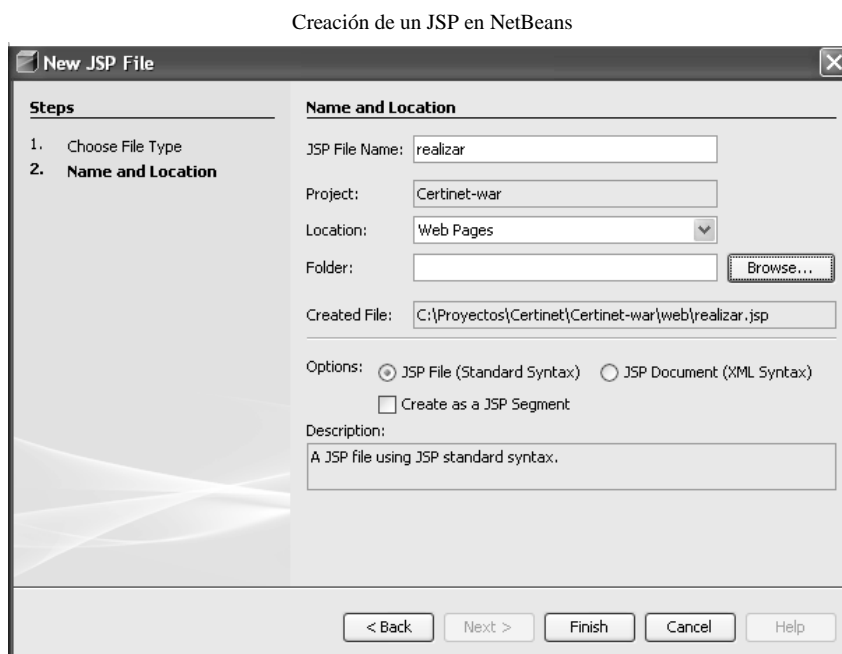 Creación de un JSP en NetBeans
New JSP File
Steps
1. Choose File Type
2. Name and Location
Name and Location
JSP File Name: realizar
Project: Certinet-war
Location: Web Pages
Folder: Browse...
Created File: C:\Proyectos\Certinet\Certinet-war\web\realizar.jsp
Options: JSP File (Standard Syntax) JSP Document (XML Syntax)
Create as a JSP Segment
Description:
A JSP file using JSP standard syntax.
< Back Next > Finish Cancel Help